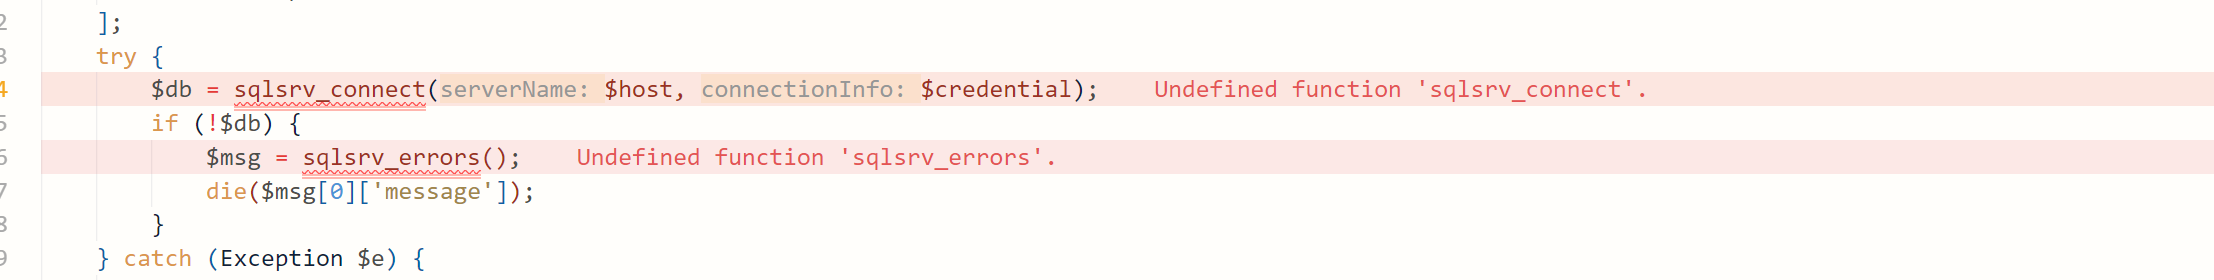 2 ];
3 try {
4 $db = sqlsrv_connect(serverName: $host, connectionInfo: $credential); Undefined function 'sqlsrv_connect'.
5 if (!$db) {
6 $msg = sqlsrv_errors(); Undefined function 'sqlsrv_errors'.
7 die($msg[0]['message']);
8 }
9 } catch (Exception $e) {